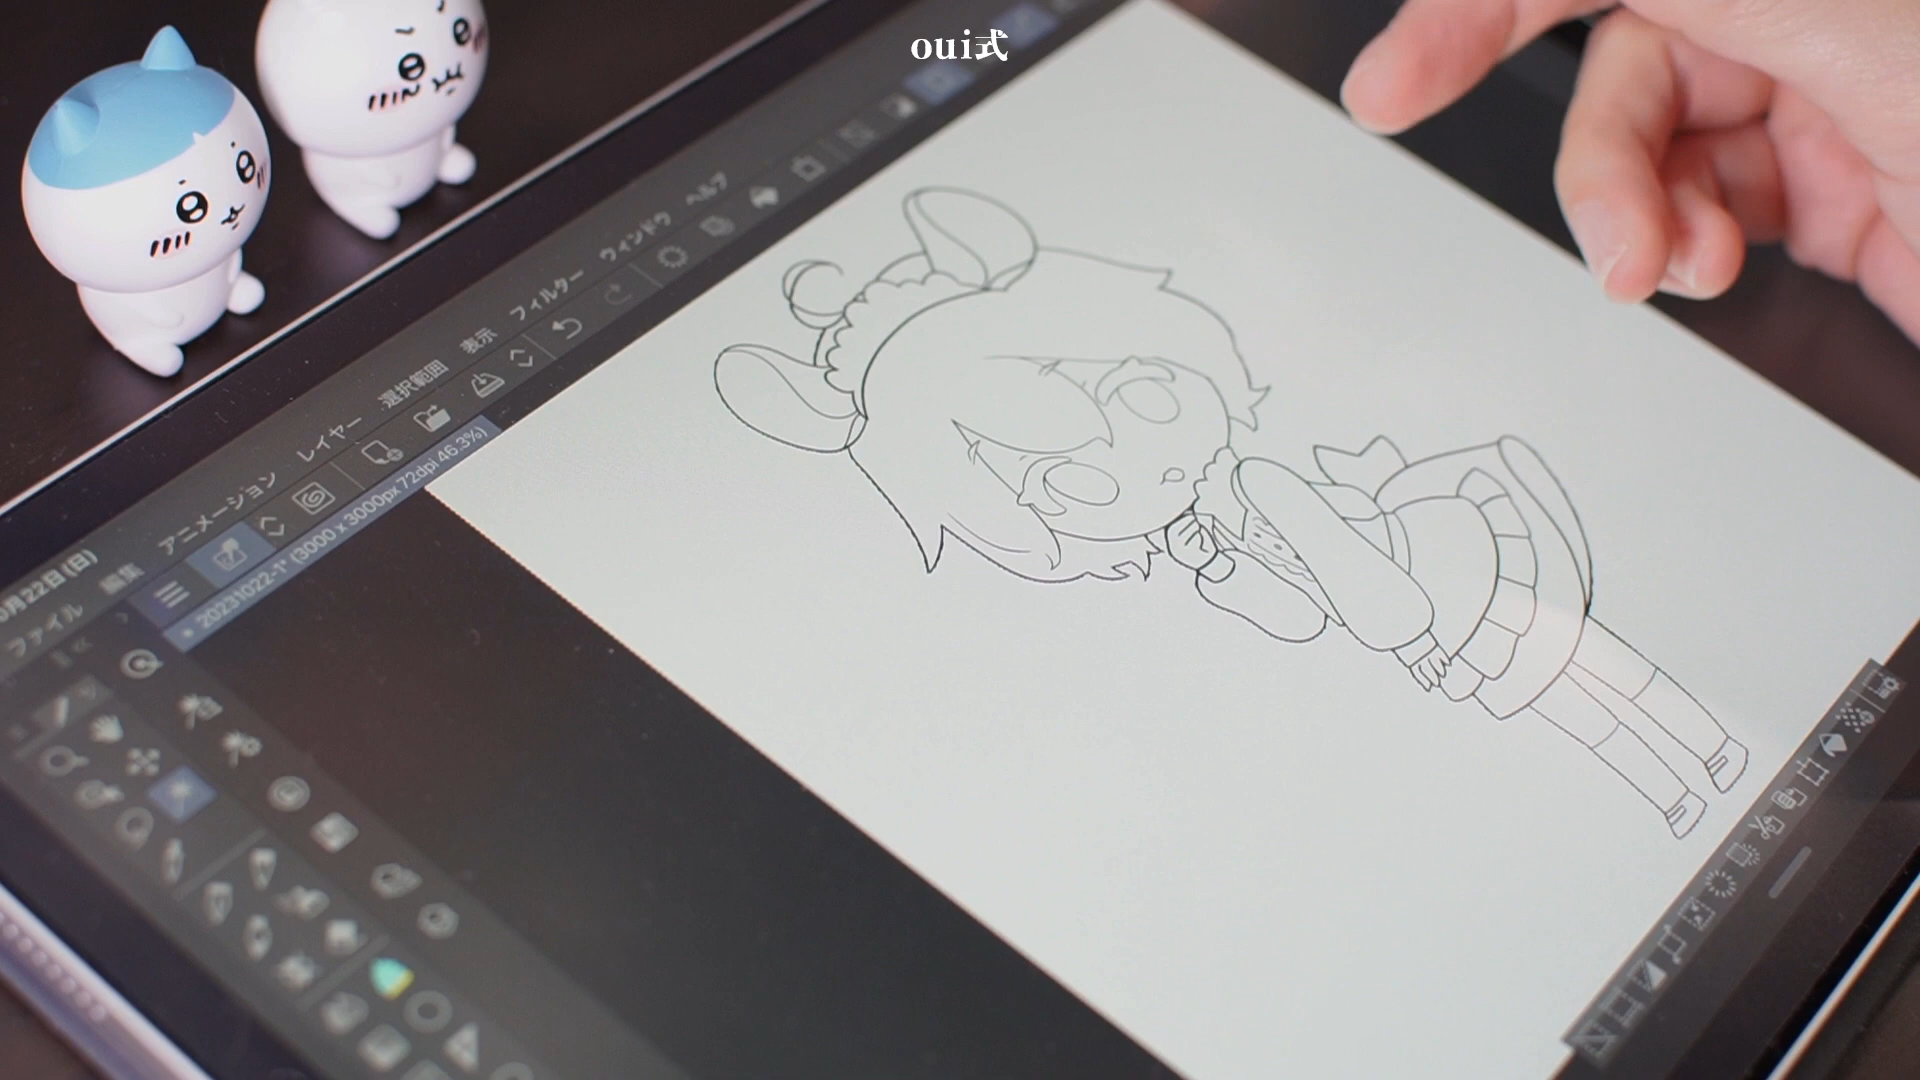 oui式
月22日(日)
ファイル 編集 アニメーション レイヤー 選択範囲 表示 フィルター ウィンドウ ヘルプ
20231022-1* (3000 x 3000px 72dpi 46.3%)